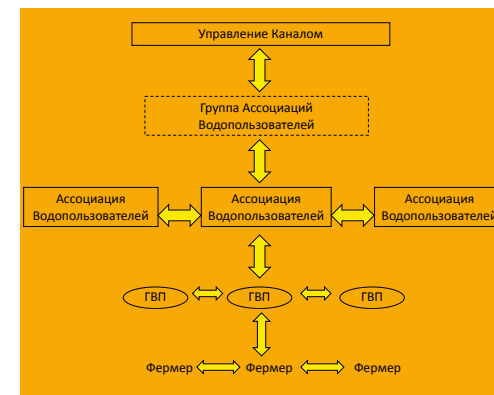 Управление Каналом
Группа Ассоциаций
Водопользователей
Ассоциация
Водопользователей
Ассоциация
Водопользователей
Ассоциация
Водопользователей
ГВП
ГВП
ГВП
Фермер
Фермер
Фермер